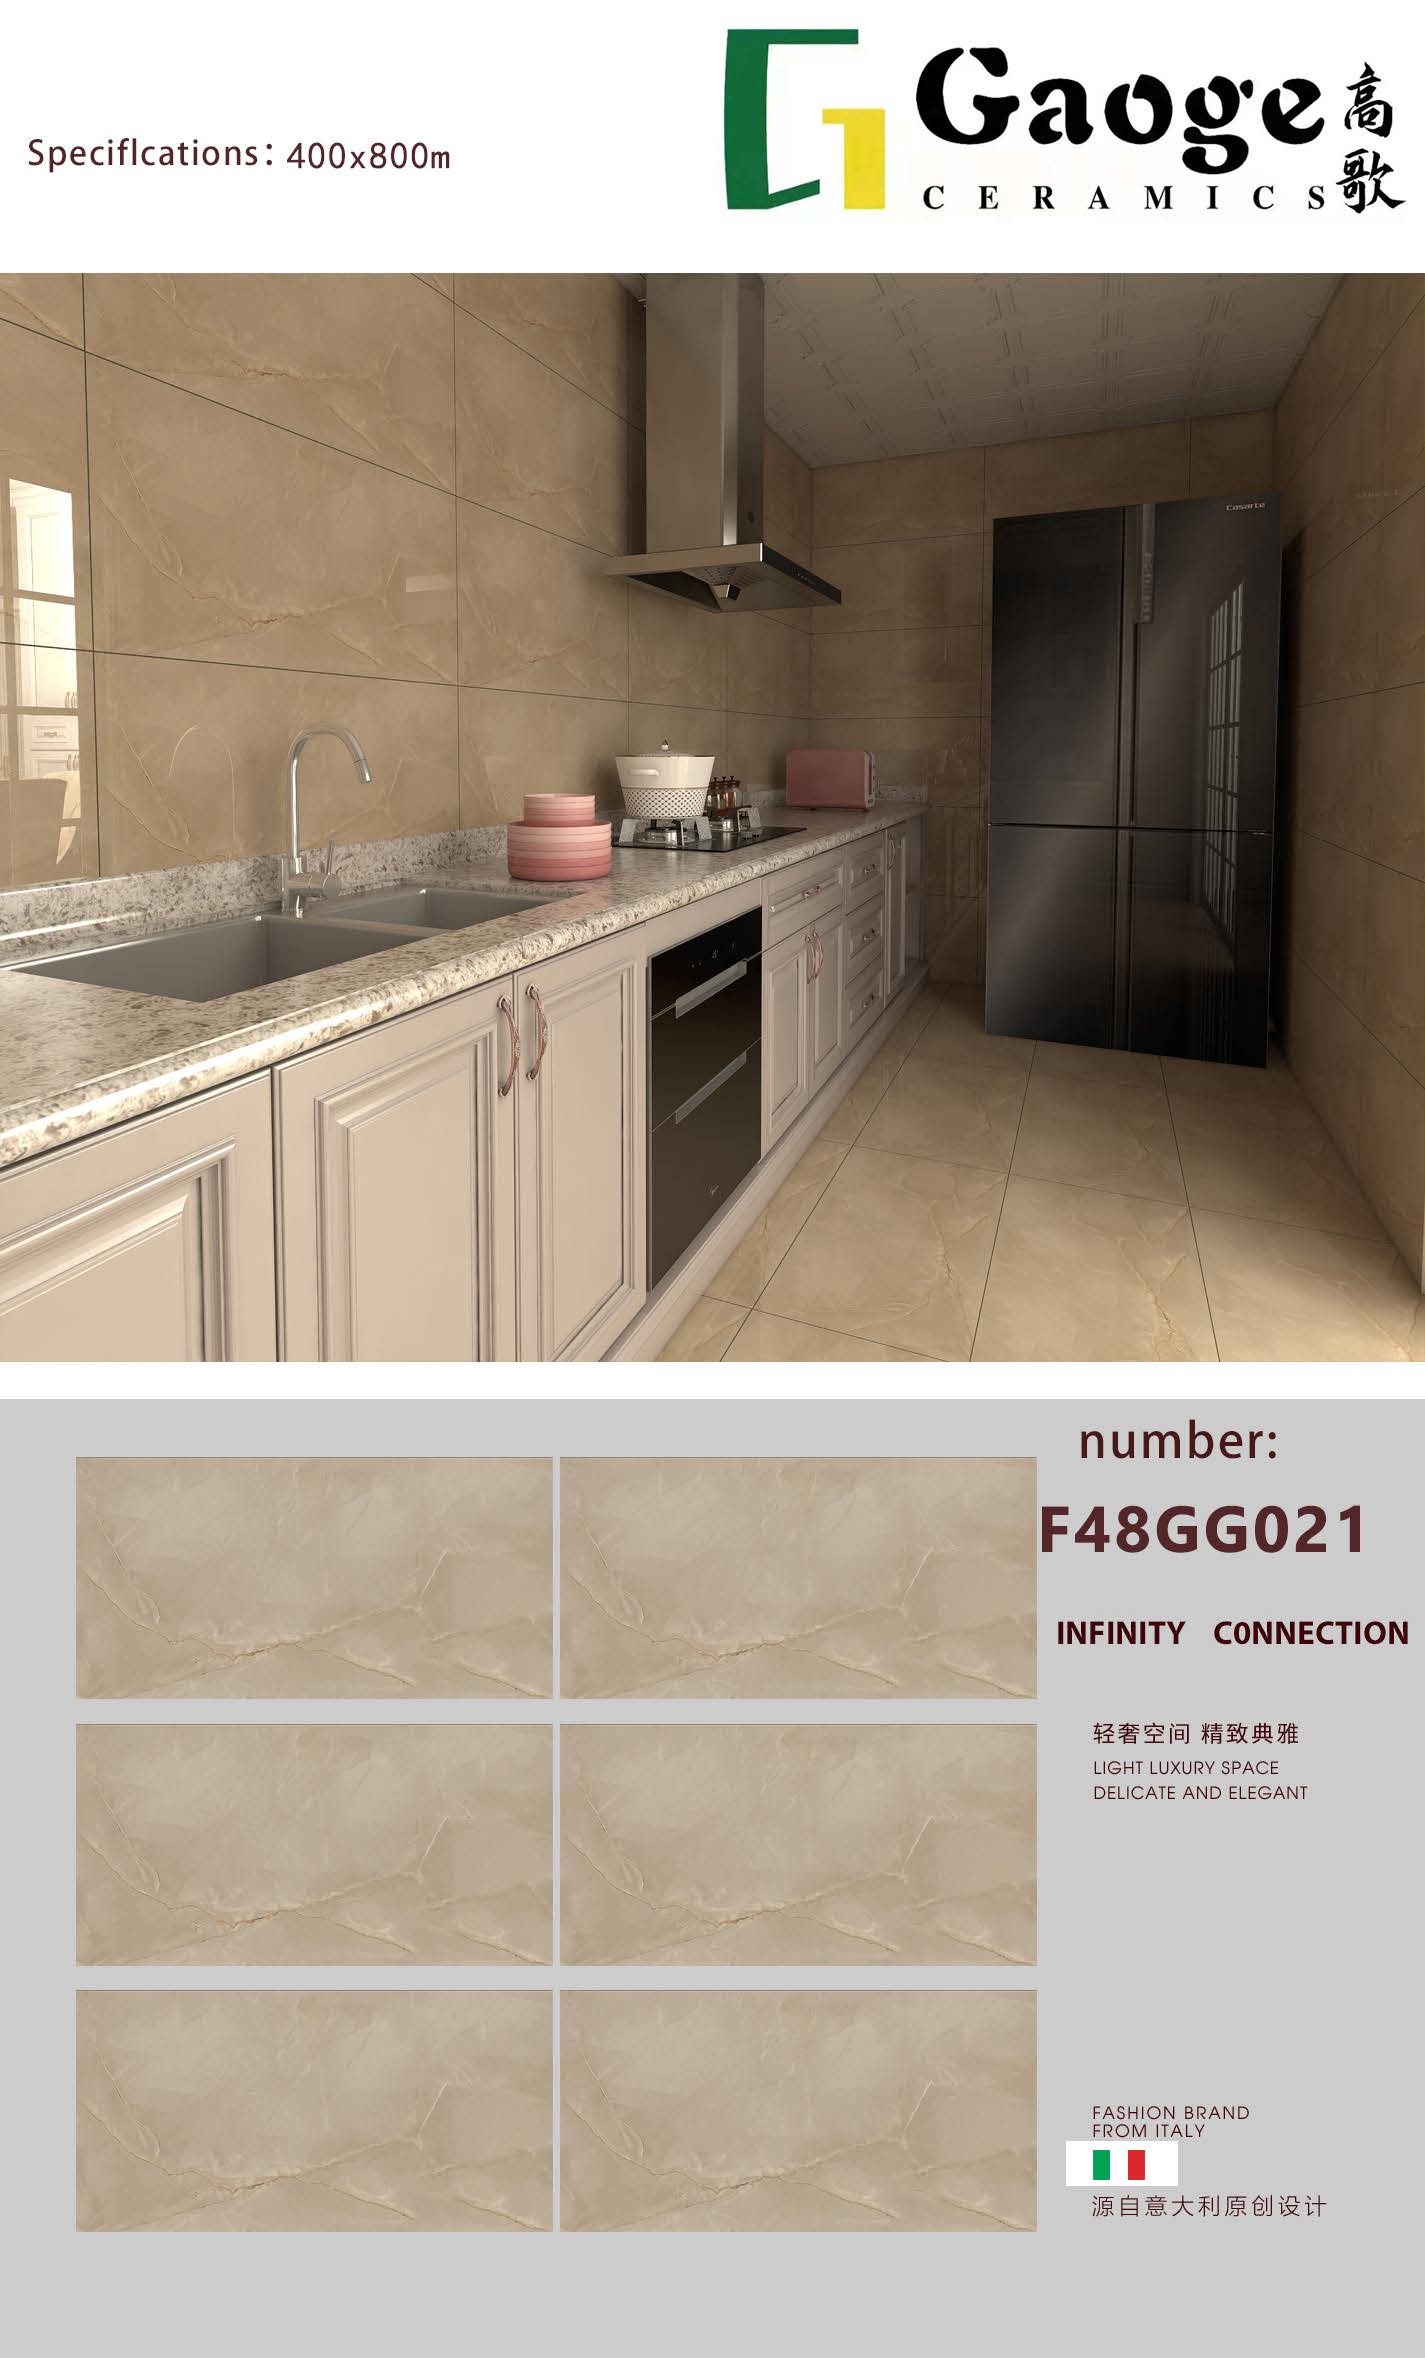 Speciflcations: 400x800m
Gaoge
CERAMICS
高歌
Casarte
number:
F48GG021
INFINITY C0NNECTION
轻奢空间 精致典雅
LIGHT LUXURY SPACE
DELICATE AND ELEGANT
FASHION BRAND
FROM ITALY
源自意大利原创设计